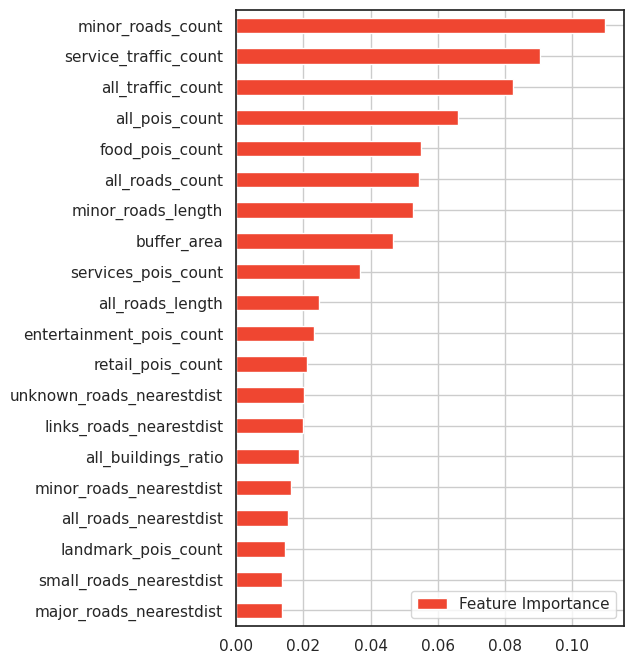 minor_roads_count
service_traffic_count
all_traffic_count
all_pois_count
food_pois_count
all_roads_count
minor_roads_length
buffer_area
services_pois_count
all_roads_length
entertainment_pois_count
retail_pois_count
unknown_roads_nearestdist
links_roads_nearestdist
all_buildings_ratio
minor_roads_nearestdist
all_roads_nearestdist
landmark_pois_count
small_roads_nearestdist
major_roads_nearestdist
Feature Importance
0.00 0.02 0.04 0.06 0.08 0.10